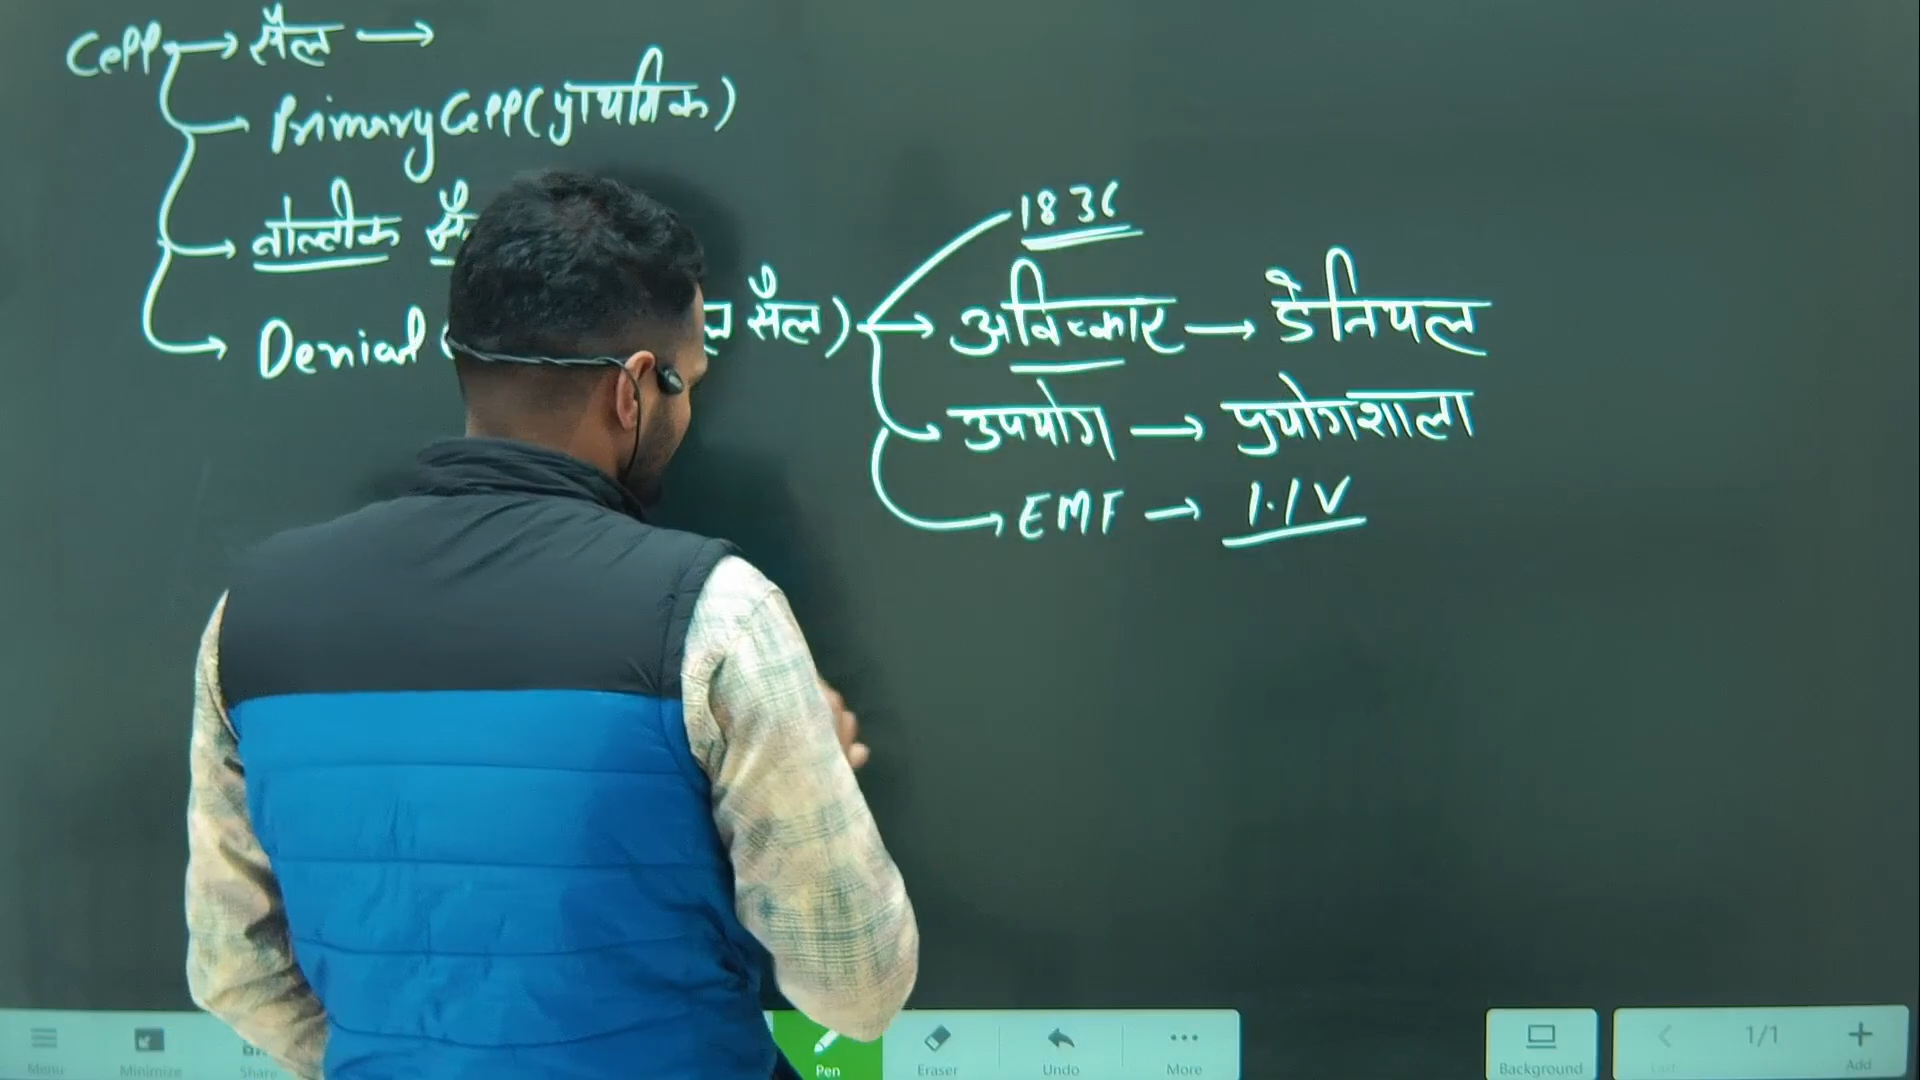 Cell → सैल →
Primary Cell (प्राथमिक)
वोल्टीक
Denial सैल)
1836
अविष्कार → डेनियल
उपयोग → प्रयोगशाला
EMF → 1.1V
Menu Minimize Share Pen Eraser Undo More Background Last 1/1 Add